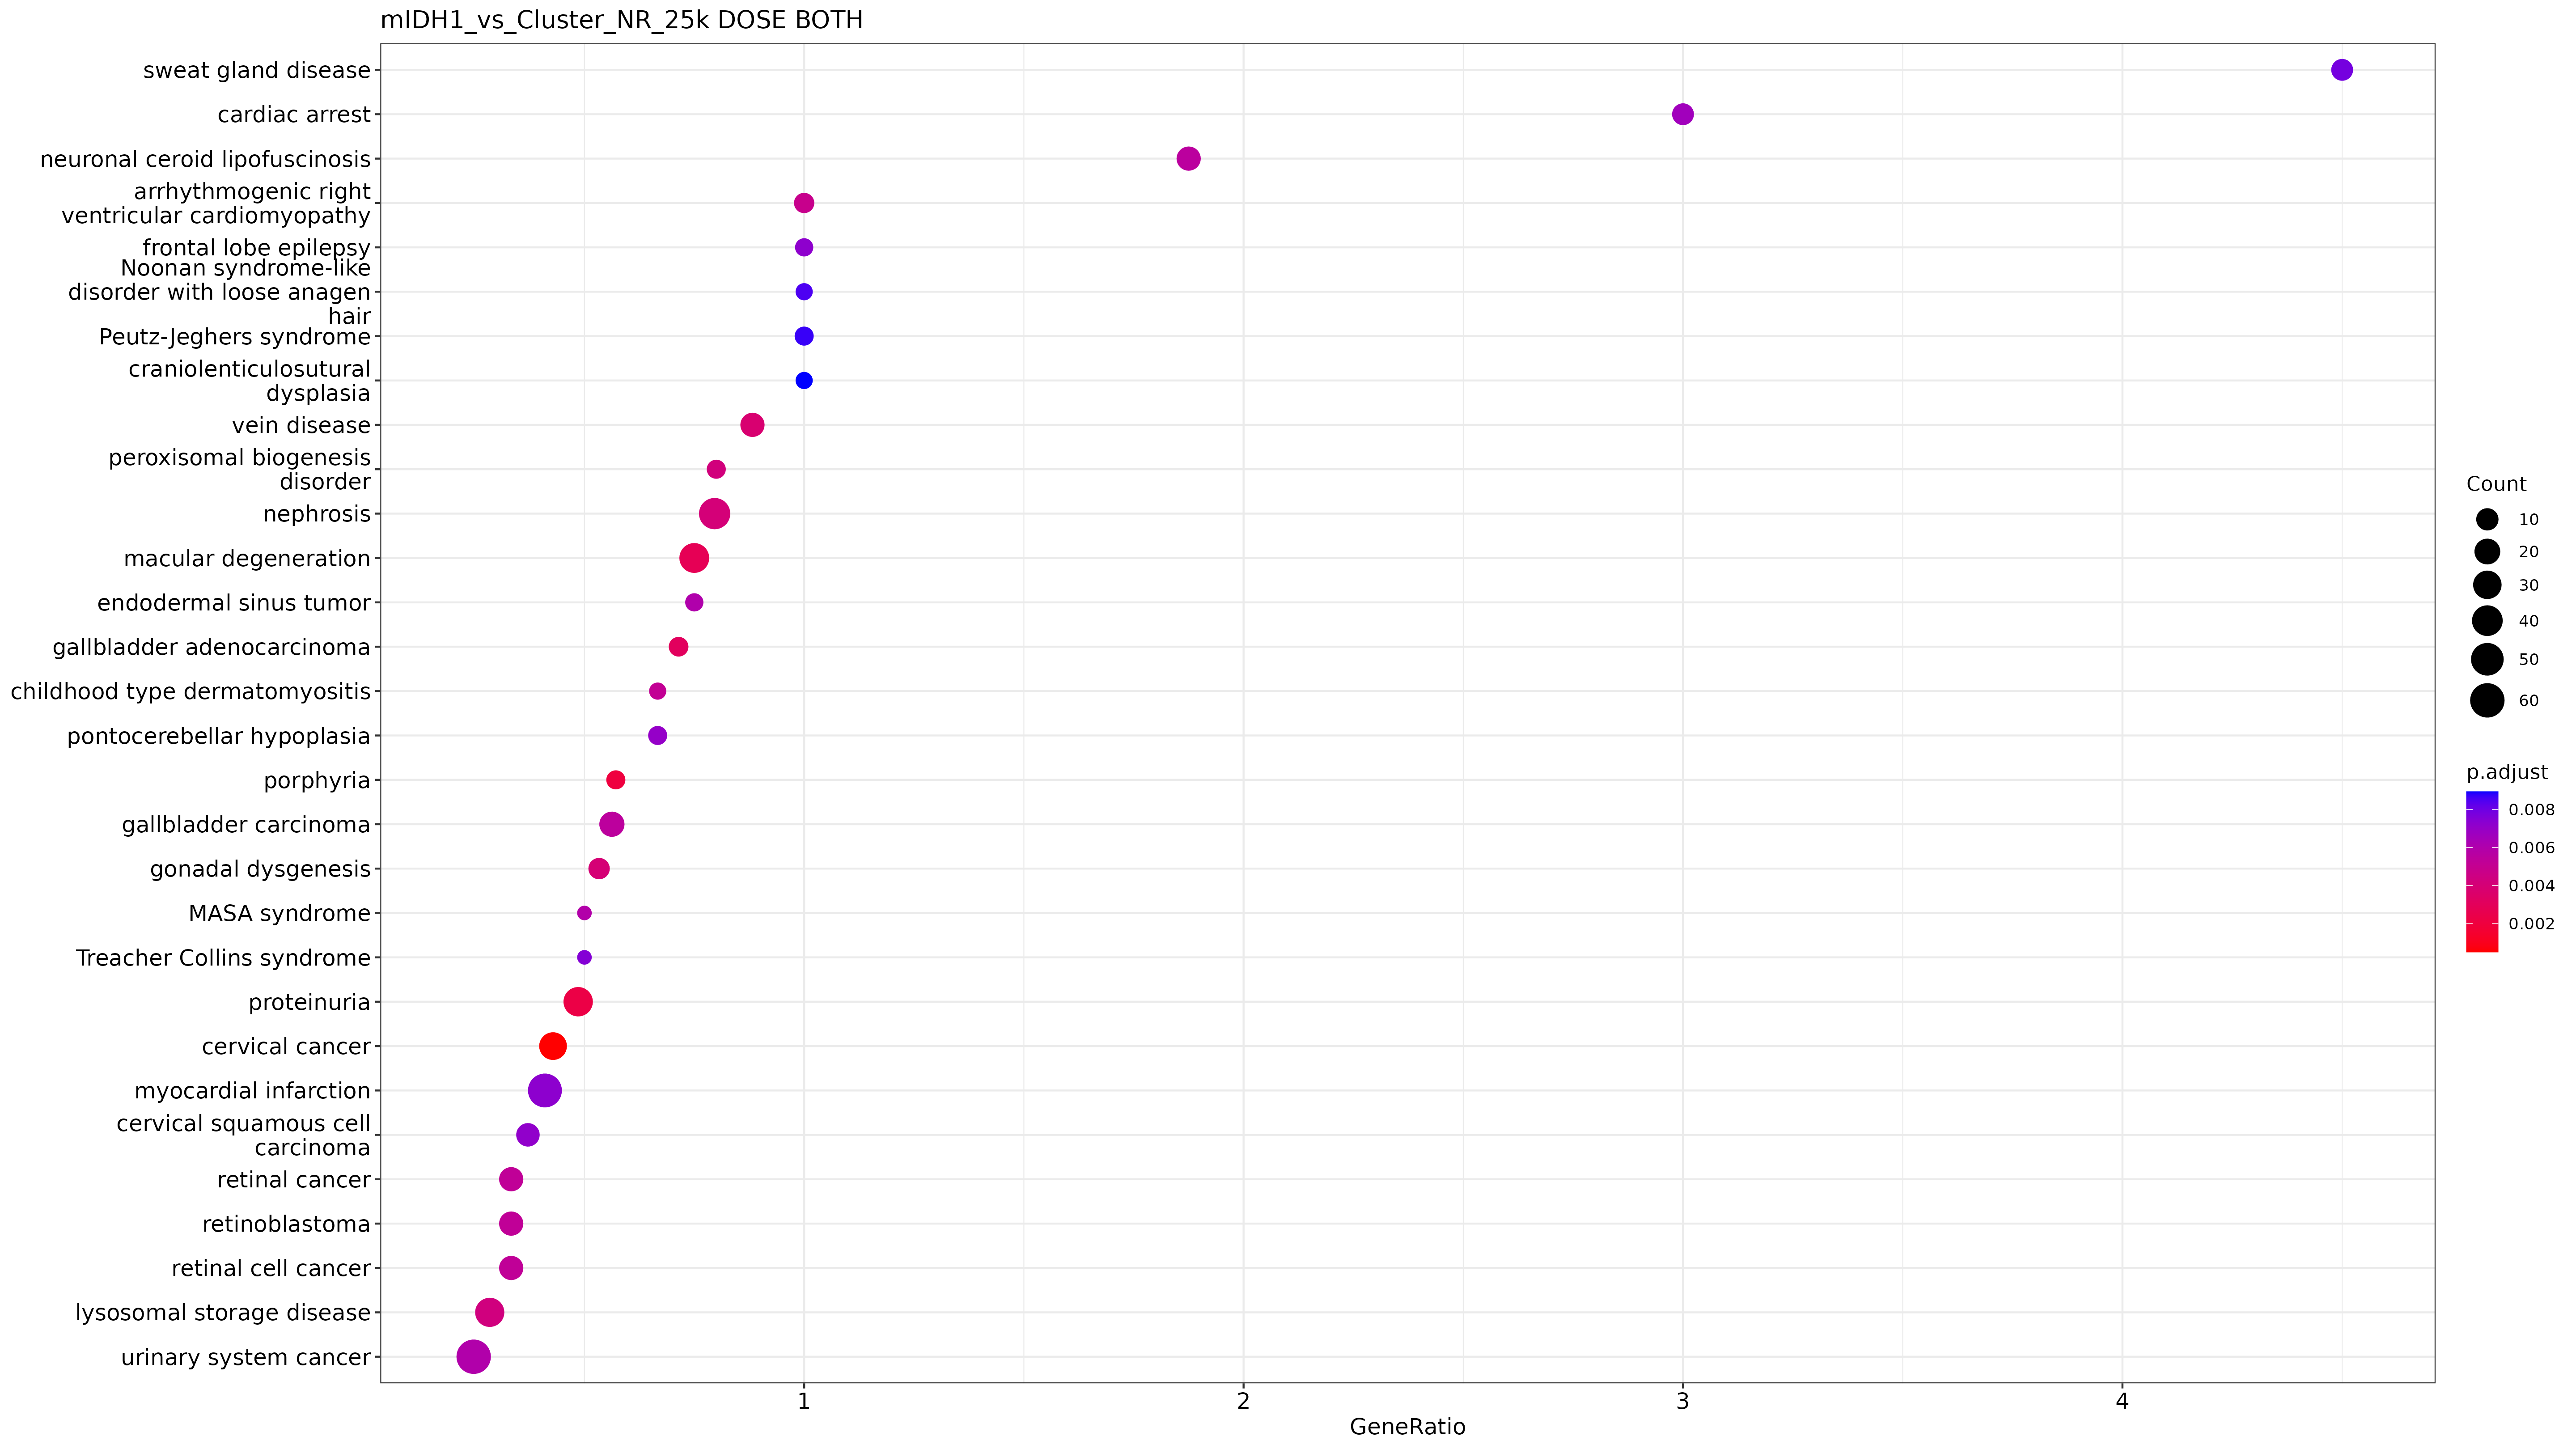 mIDH1_vs_Cluster_NR_25k DOSE BOTH
sweat gland disease
cardiac arrest
neuronal ceroid lipofuscinosis
arrhythmogenic right
ventricular cardiomyopathy
frontal lobe epilepsy
Noonan syndrome-like
disorder with loose anagen
hair
Peutz-Jeghers syndrome
craniolenticulosutural
dysplasia
vein disease
peroxisomal biogenesis
disorder
nephrosis
macular degeneration
endodermal sinus tumor
gallbladder adenocarcinoma
childhood type dermatomyositis
pontocerebellar hypoplasia
porphyria
gallbladder carcinoma
gonadal dysgenesis
MASA syndrome
Treacher Collins syndrome
proteinuria
cervical cancer
myocardial infarction
cervical squamous cell
carcinoma
retinal cancer
retinoblastoma
retinal cell cancer
lysosomal storage disease
urinary system cancer
1 2 3 4
GeneRatio
Count
10
20
30
40
50
60
p.adjust
0.008
0.006
0.004
0.002